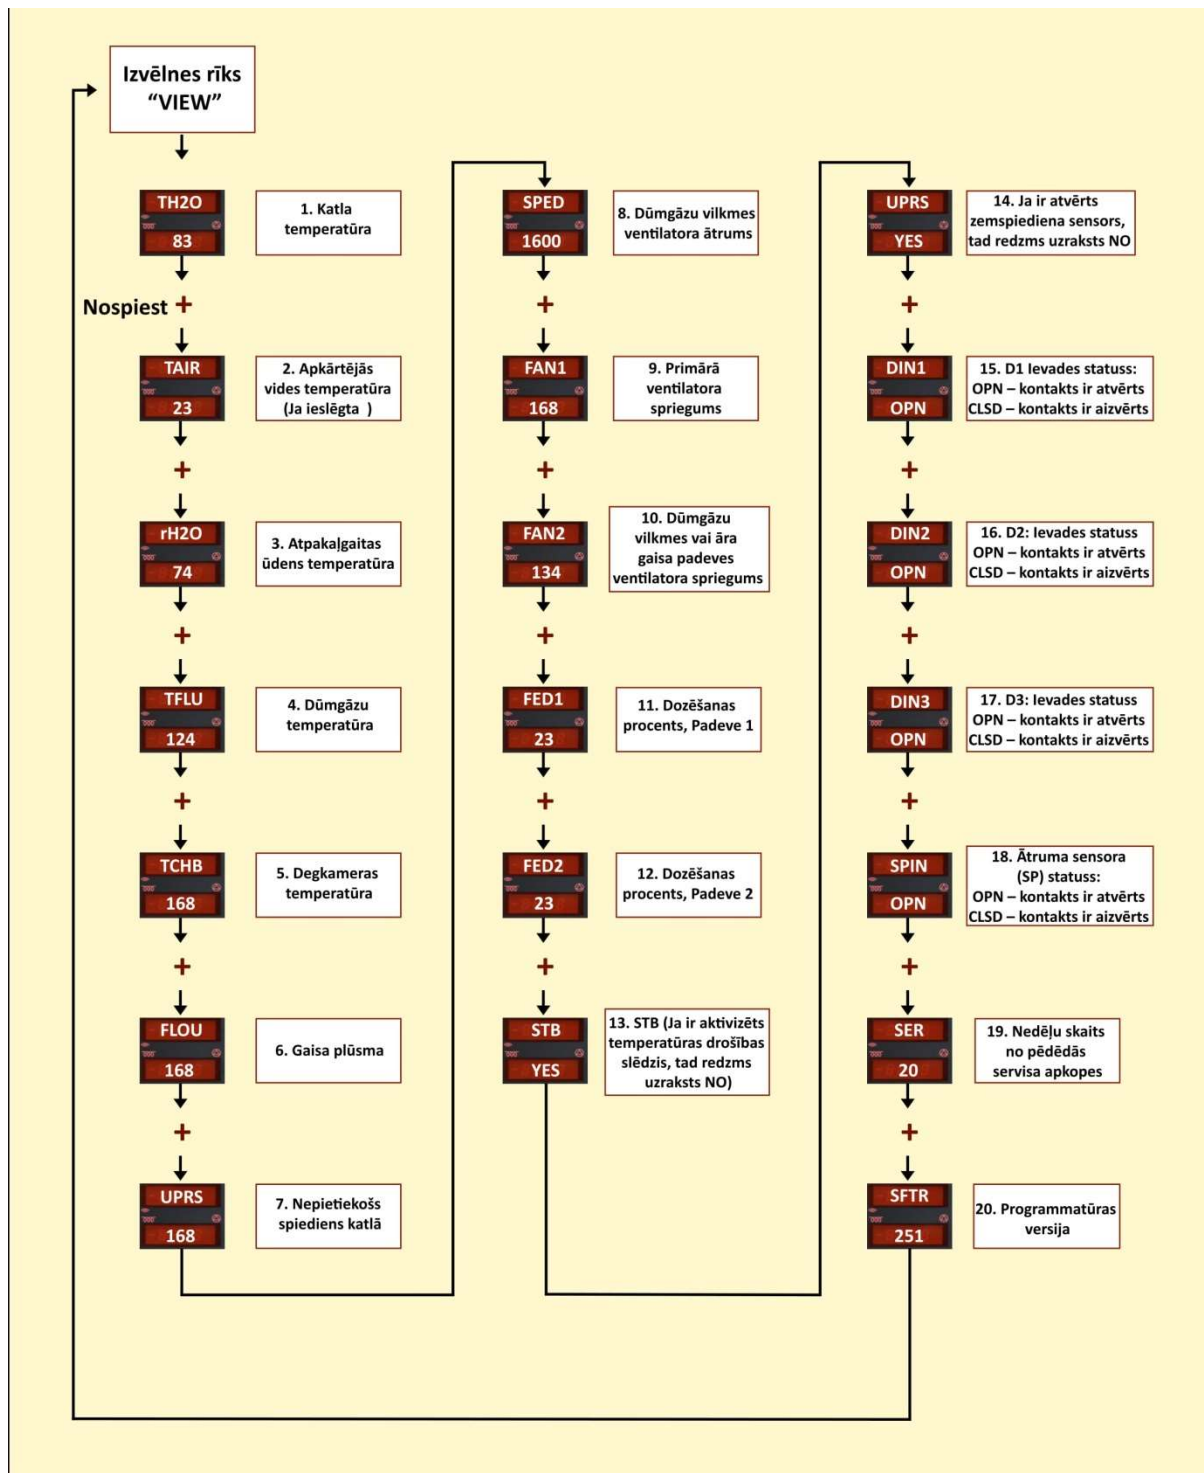 Izvēlnes rīks
“VIEW”
TH2O
83
1. Katla
temperatūra
Nospiest +
TAIR
23
2. Apkārtējās
vides temperatūra
(Ja ieslēgta )
+
rH2O
74
3. Atpakaļgaitas
ūdens temperatūra
+
TFLU
124
4. Dūmgāzu
temperatūra
+
TCHB
168
5. Degkameras
temperatūra
+
FLOU
168
6. Gaisa plūsma
+
UPRS
168
7. Nepietiekošs
spiediens katlā
SPED
1600
8. Dūmgāzu vilkmes
ventilatora ātrums
+
FAN1
168
9. Primārā
ventilatora
spriegums
+
FAN2
134
10. Dūmgāzu
vilkmes vai āra
gaisa padeves
ventilatora spriegums
+
FED1
23
11. Dozēšanas
procents, Padeve 1
+
FED2
23
12. Dozēšanas
procents, Padeve 2
+
STB
YES
13. STB (Ja ir aktivizēts
temperatūras drošības
slēdzis, tad redzms
uzraksts NO)
UPRS
YES
14. Ja ir atvērts
zemspiediena sensors,
tad redzms uzraksts NO
+
DIN1
OPN
15. D1 Ievades statuss:
OPN – kontakts ir atvērts
CLSD – kontakts ir aizvērts
+
DIN2
OPN
16. D2: Ievades statuss
OPN – kontakts ir atvērts
CLSD – kontakts ir aizvērts
+
DIN3
OPN
17. D3: Ievades statuss
OPN – kontakts ir atvērts
CLSD – kontakts ir aizvērts
+
SPIN
OPN
18. Ātruma sensora
(SP) statuss:
OPN – kontakts ir atvērts
CLSD – kontakts ir aizvērts
+
SER
20
19. Nedēļu skaits
no pēdēdās
servisa apkopes
+
SFTR
251
20. Programmatūras
versija